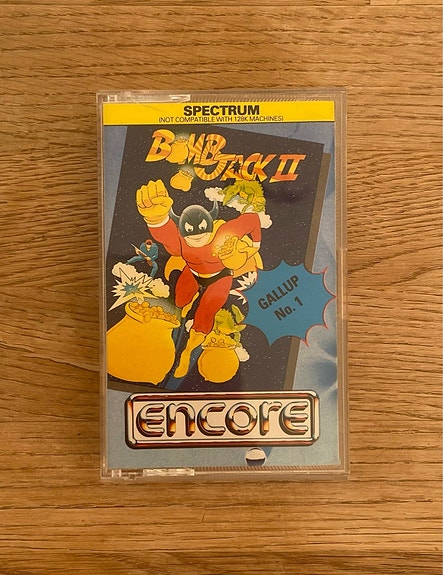 SPECTRUM
(NOT COMPATIBLE WITH 128K MACHINES)
BOMB
JACK II
GALLUP
No. 1
encore